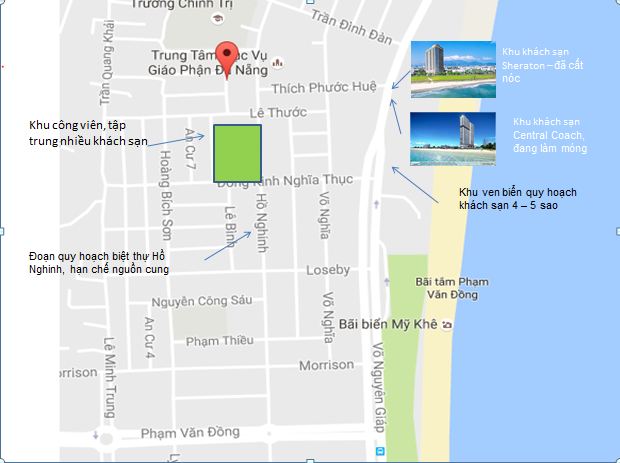 Trường Chính Trị
Trần Đình Đàn
Trần Quang Khải
Trung Tâm Mục Vụ
Giáo Phận Đà Nẵng
Khu khách sạn
Sheraton – đã cất
nóc
Thích Phước Huệ
Lê Thước
Khu công viên, tập
trung nhiều khách sạn
An Cư 7
Khu khách sạn
Central Coach,
đang làm móng
Đông Kinh Nghĩa Thục
Khu ven biển quy hoạch
khách sạn 4 – 5 sao
Hoàng Bích Sơn
Lê Bình
Hồ Nghinh
Võ Nghĩa
Đoạn quy hoạch biệt thự Hồ
Nghinh, hạn chế nguồn cung
Loseby
Bãi tắm Phạm
Văn Đồng
Nguyễn Công Sáu
Bãi biển Mỹ Khê
An Cư 4
Võ Nghĩa
Phạm Thiều
Lê Minh Trung
Morrison
orrison
Võ Nguyên Giáp
Phạm Văn Đồng